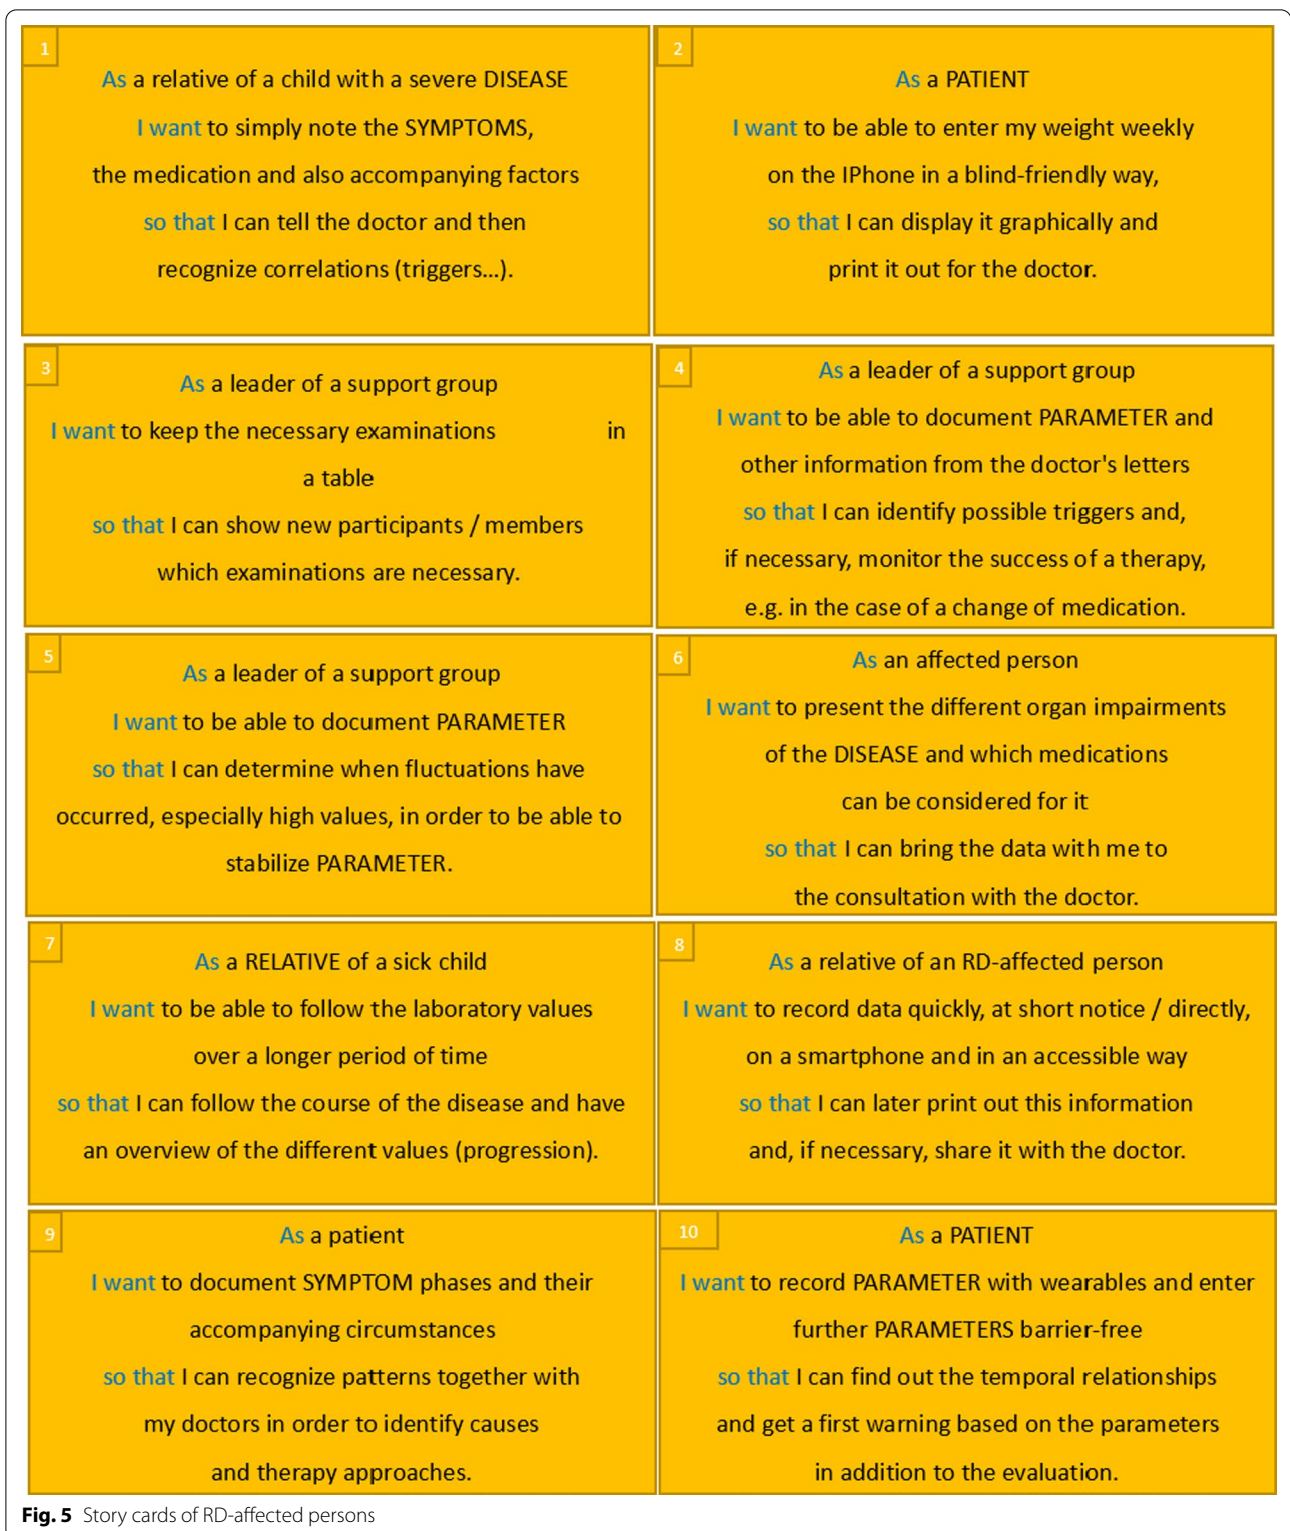 1
As a relative of a child with a severe DISEASE
I want to simply note the SYMPTOMS,
the medication and also accompanying factors
so that I can tell the doctor and then
recognize correlations (triggers...).
2
As a PATIENT
I want to be able to enter my weight weekly
on the IPhone in a blind-friendly way,
so that I can display it graphically and
print it out for the doctor.
3
As a leader of a support group
I want to keep the necessary examinations in
a table
so that I can show new participants / members
which examinations are necessary.
4
As a leader of a support group
I want to be able to document PARAMETER and
other information from the doctor's letters
so that I can identify possible triggers and,
if necessary, monitor the success of a therapy,
e.g. in the case of a change of medication.
5
As a leader of a support group
I want to be able to document PARAMETER
so that I can determine when fluctuations have
occurred, especially high values, in order to be able to
stabilize PARAMETER.
6
As an affected person
I want to present the different organ impairments
of the DISEASE and which medications
can be considered for it
so that I can bring the data with me to
the consultation with the doctor.
7
As a RELATIVE of a sick child
I want to be able to follow the laboratory values
over a longer period of time
so that I can follow the course of the disease and have
an overview of the different values (progression).
8
As a relative of an RD-affected person
I want to record data quickly, at short notice / directly,
on a smartphone and in an accessible way
so that I can later print out this information
and, if necessary, share it with the doctor.
9
As a patient
I want to document SYMPTOM phases and their
accompanying circumstances
so that I can recognize patterns together with
my doctors in order to identify causes
and therapy approaches.
10
As a PATIENT
I want to record PARAMETER with wearables and enter
further PARAMETERS barrier-free
so that I can find out the temporal relationships
and get a first warning based on the parameters
in addition to the evaluation.
Fig. 5 Story cards of RD-affected persons